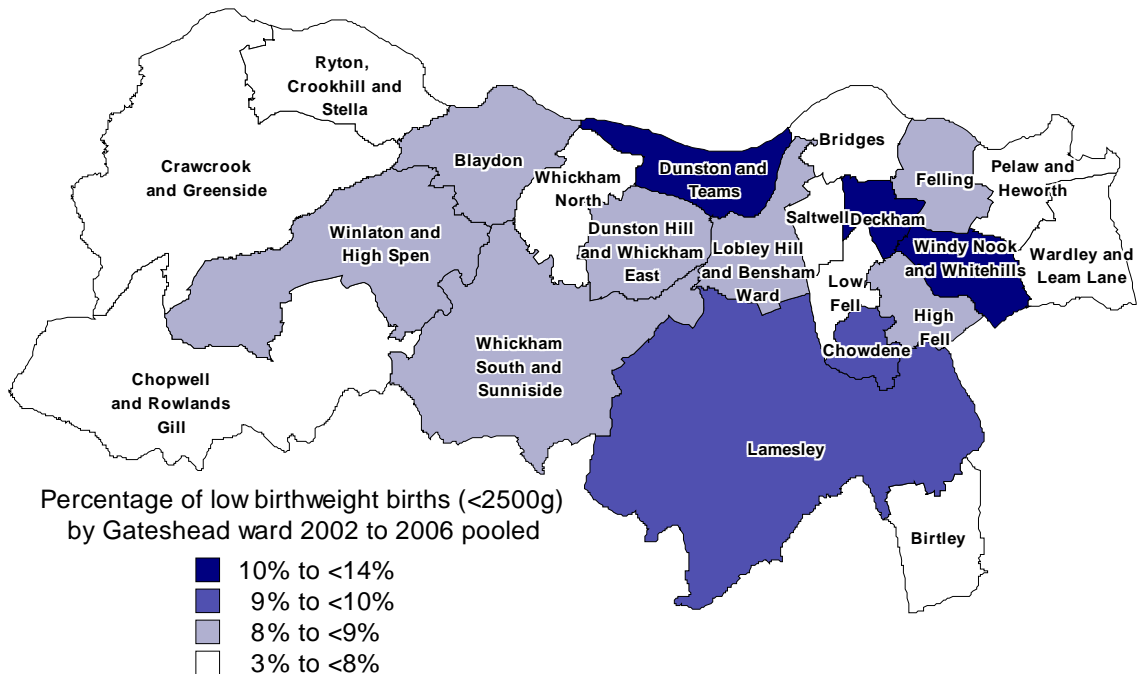 Ryton,
Crookhill and
Stella
Crawcrook
and Greenside
Blaydon
Whickham
North
Dunston and
Teams
Bridges
Felling
Pelaw and
Heworth
Winlaton and
High Spen
Dunston Hill
and Whickham
East
Lobley Hill
and Bensham
Ward
Saltwell
Deckham
Windy Nook
and Whitehills
Wardley and
Leam Lane
Low
Fell
High
Fell
Chowdene
Whickham
South and
Sunniside
Chopwell
and Rowlands
Gill
Lamesley
Birtley
Percentage of low birthweight births (<2500g)
by Gateshead ward 2002 to 2006 pooled
10% to <14%
9% to <10%
8% to <9%
3% to <8%